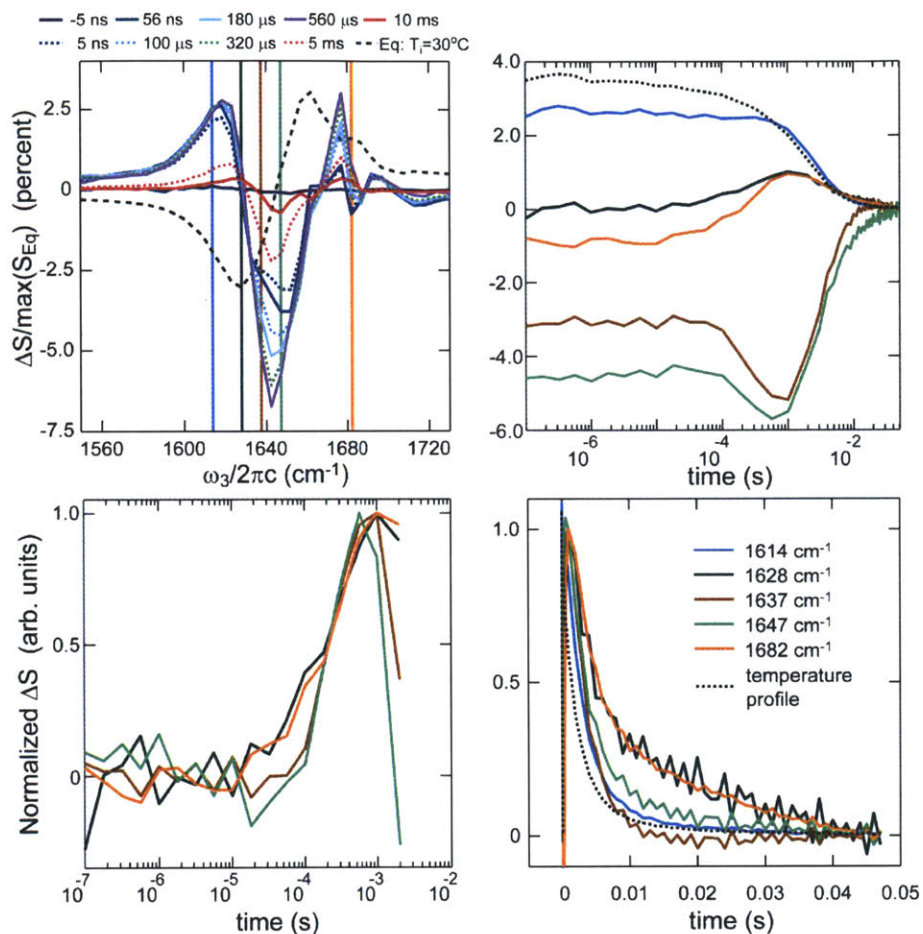 -5 ns 56 ns 180 μs 560 μs 10 ms
5 ns 100 μs 320 μs 5 ms Eq: Tᵢ=30°C
ΔS/max(S_Eq) (percent)
2.5
0
-2.5
-5.0
-7.5
1560 1600 1640 1680 1720
ω₃/2πc (cm⁻¹)
4.0
2.0
0
-2.0
-4.0
-6.0
10⁻⁶ 10⁻⁴ 10⁻²
time (s)
Normalized ΔS (arb. units)
1.0
0.5
0
10⁻⁷ 10⁻⁶ 10⁻⁵ 10⁻⁴ 10⁻³ 10⁻²
time (s)
1.0
0.5
0
1614 cm⁻¹
1628 cm⁻¹
1637 cm⁻¹
1647 cm⁻¹
1682 cm⁻¹
temperature
profile
0 0.01 0.02 0.03 0.04 0.05
time (s)